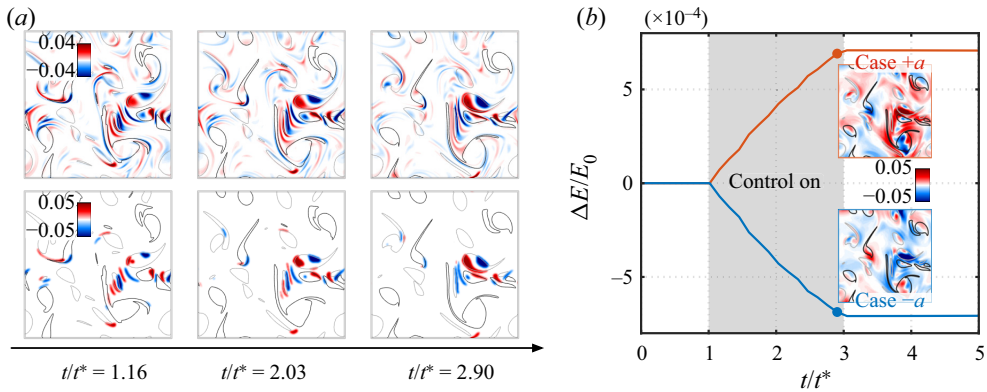 (a)
0.04
−0.04
0.05
−0.05
t/t* = 1.16
t/t* = 2.03
t/t* = 2.90
(b)
(×10−4)
5
0
−5
ΔE/E0
Control on
Case +a
0.05
−0.05
Case −a
0 1 2 3 4 5
t/t*